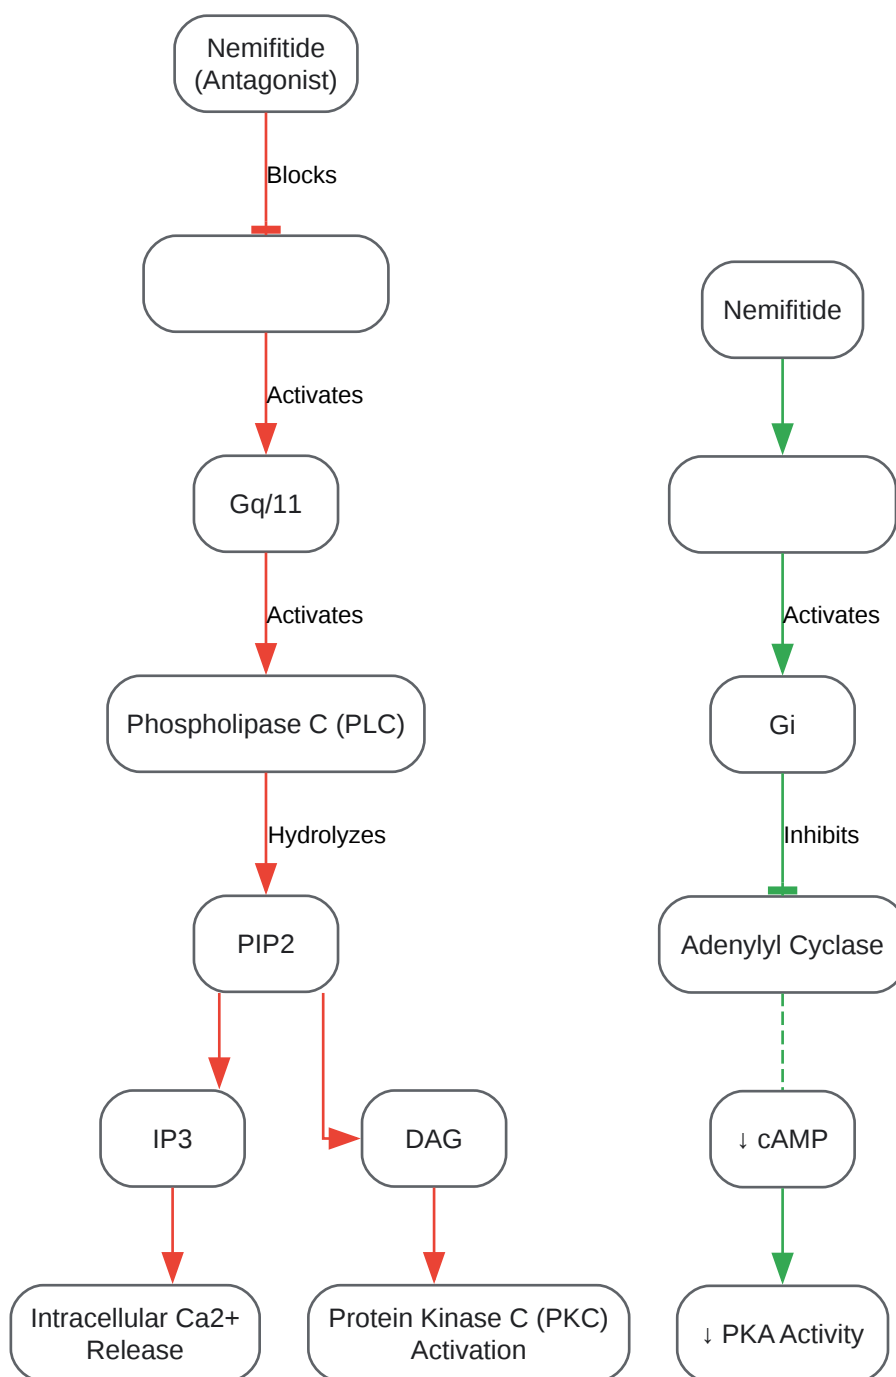 Nemifitide
(Antagonist)
Blocks
Activates
Gq/11
Activates
Phospholipase C (PLC)
Hydrolyzes
PIP2
IP3
DAG
Intracellular Ca2+
Release
Protein Kinase C (PKC)
Activation
Nemifitide
Activates
Gi
Inhibits
Adenylyl Cyclase
↓ cAMP
↓ PKA Activity